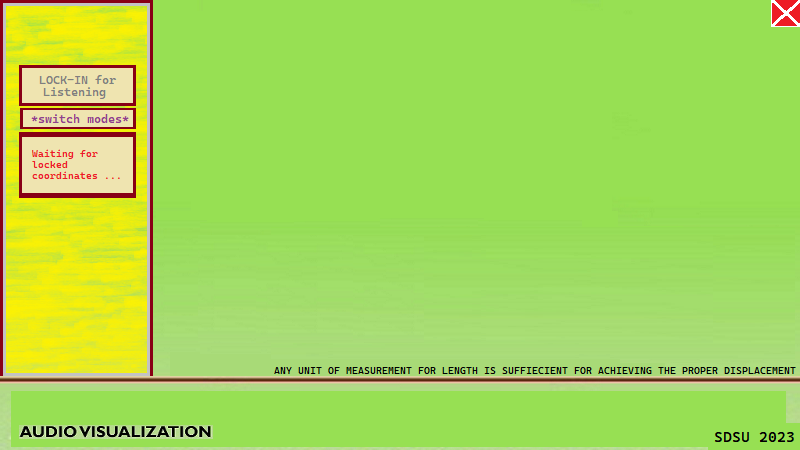 LOCK-IN for
Listening
*switch modes*
Waiting for
locked
coordinates ...
ANY UNIT OF MEASUREMENT FOR LENGTH IS SUFFIECIENT FOR ACHIEVING THE PROPER DISPLACEMENT
AUDIO VISUALIZATION
SDSU 2023